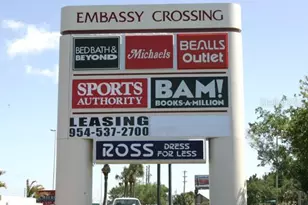 EMBASSY CROSSING
BED BATH &
BEYOND
Michaels
BEALLS
Outlet
SPORTS
AUTHORITY
BAM!
BOOKS-A-MILLION
LEASING
954-537-2700
ROSS DRESS
FOR LESS